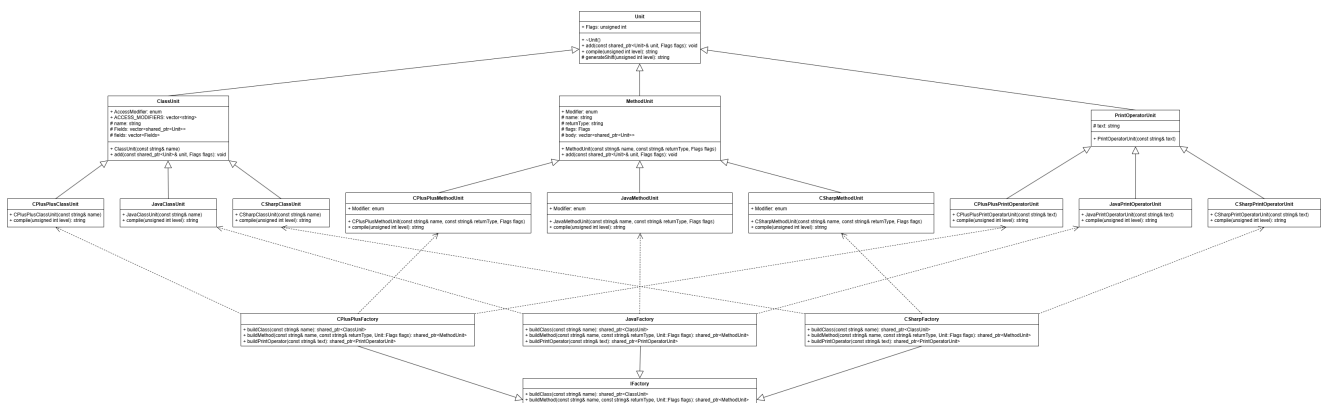 Unit
+ Flags: unsigned int
+ ~Unit()
+ add(const shared_ptr<Unit>& unit, Flags flags): void
+ compile(unsigned int level): string
# generateShift(unsigned int level): string
ClassUnit
+ AccessModifier: enum
+ ACCESS_MODIFIERS: vector<string>
# name: string
# Fields: vector<shared_ptr<Unit>>
# fields: vector<Fields>
+ ClassUnit(const string& name)
+ add(const shared_ptr<Unit>& unit, Flags flags): void
MethodUnit
+ Modifier: enum
# name: string
# returnType: string
# flags: Flags
# body: vector<shared_ptr<Unit>>
+ MethodUnit(const string& name, const string& returnType, Flags flags)
+ add(const shared_ptr<Unit>& unit, Flags flags): void
PrintOperatorUnit
# text: string
+ PrintOperatorUnit(const string& text)
CPlusPlusClassUnit
+ CPlusPlusClassUnit(const string& name)
+ compile(unsigned int level): string
JavaClassUnit
+ JavaClassUnit(const string& name)
+ compile(unsigned int level): string
CSharpClassUnit
+ CSharpClassUnit(const string& name)
+ compile(unsigned int level): string
CPlusPlusMethodUnit
+ Modifier: enum
+ CPlusPlusMethodUnit(const string& name, const string& returnType, Flags flags)
+ compile(unsigned int level): string
JavaMethodUnit
+ Modifier: enum
+ JavaMethodUnit(const string& name, const string& returnType, Flags flags)
+ compile(unsigned int level): string
CSharpMethodUnit
+ Modifier: enum
+ CSharpMethodUnit(const string& name, const string& returnType, Flags flags)
+ compile(unsigned int level): string
CPlusPlusPrintOperatorUnit
+ CPlusPlusPrintOperatorUnit(const string& text)
+ compile(unsigned int level): string
JavaPrintOperatorUnit
+ JavaPrintOperatorUnit(const string& text)
+ compile(unsigned int level): string
CSharpPrintOperatorUnit
+ CSharpPrintOperatorUnit(const string& text)
+ compile(unsigned int level): string
CPlusPlusFactory
+ buildClass(const string& name): shared_ptr<ClassUnit>
+ buildMethod(const string& name, const string& returnType, Unit::Flags flags): shared_ptr<MethodUnit>
+ buildPrintOperator(const string& text): shared_ptr<PrintOperatorUnit>
JavaFactory
+ buildClass(const string& name): shared_ptr<ClassUnit>
+ buildMethod(const string& name, const string& returnType, Unit::Flags flags): shared_ptr<MethodUnit>
+ buildPrintOperator(const string& text): shared_ptr<PrintOperatorUnit>
CSharpFactory
+ buildClass(const string& name): shared_ptr<ClassUnit>
+ buildMethod(const string& name, const string& returnType, Unit::Flags flags): shared_ptr<MethodUnit>
+ buildPrintOperator(const string& text): shared_ptr<PrintOperatorUnit>
IFactory
+ buildClass(const string& name): shared_ptr<ClassUnit>
+ buildMethod(const string& name, const string& returnType, Unit::Flags flags): shared_ptr<MethodUnit>